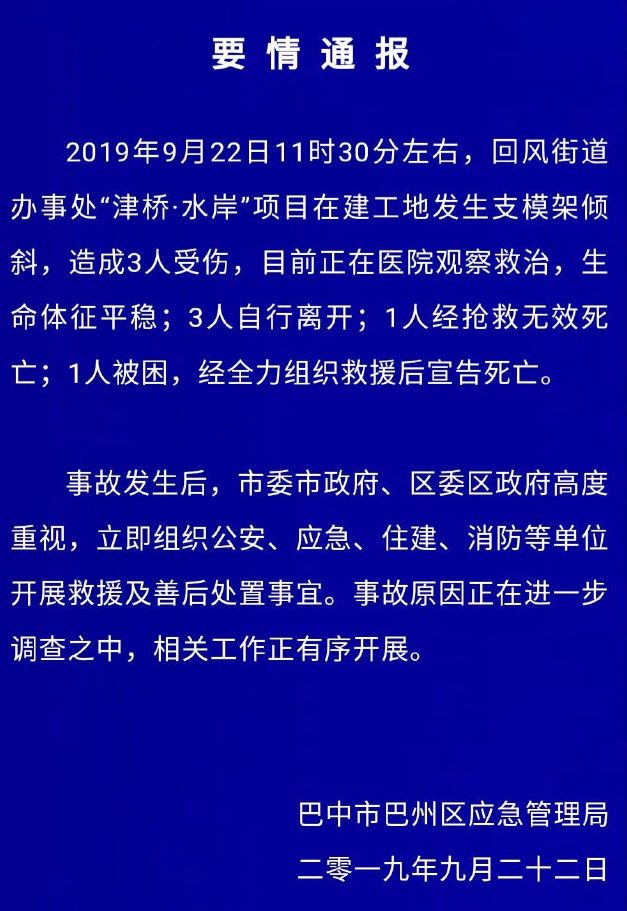 要情通报
2019年9月22日11时30分左右，回风街道
办事处“津桥·水岸”项目在建工地发生支模架倾
斜，造成3人受伤，目前正在医院观察救治，生
命体征平稳；3人自行离开；1人经抢救无效死
亡；1人被困，经全力组织救援后宣告死亡。
事故发生后，市委市政府、区委区政府高度
重视，立即组织公安、应急、住建、消防等单位
开展救援及善后处置事宜。事故原因正在进一步
调查之中，相关工作正有序开展。
巴中市巴州区应急管理局
二零一九年九月二十二日